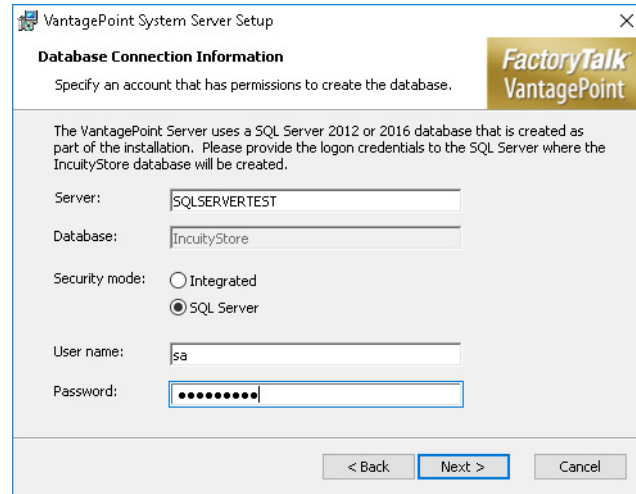 VantagePoint System Server Setup
Database Connection Information
Specify an account that has permissions to create the database.
FactoryTalk
VantagePoint
The VantagePoint Server uses a SQL Server 2012 or 2016 database that is created as
part of the installation. Please provide the logon credentials to the SQL Server where the
IncuityStore database will be created.
Server: SQLSERVERTEST
Database: IncuityStore
Security mode: Integrated
SQL Server
User name: sa
Password: ●●●●●●●●●
< Back Next > Cancel